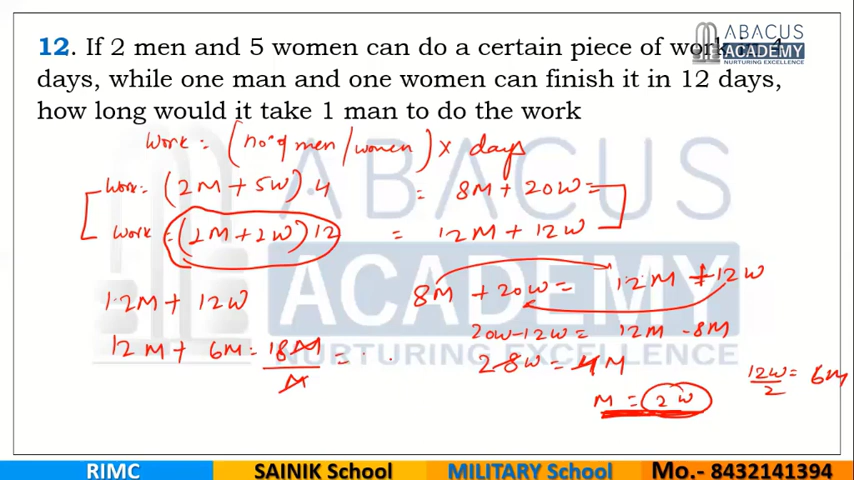 ABACUS
ACADEMY
NURTURING EXCELLENCE
12. If 2 men and 5 women can do a certain piece of work 4
days, while one man and one women can finish it in 12 days,
how long would it take 1 man to do the work
Work = (no. of men / women) × days
Work = (2M + 5W) 4 = 8M + 20W =
Work = (2M + 2W) 12 = 12M + 12W
8M + 20W = 12M + 12W
12M + 12W
20W - 12W = 12M - 8M
12M + 6M = 18M/M = . .
2 8W = 4M
12W/2 = 6M
M = 2W
ABACUS
ACADEMY
NURTURING EXCELLENCE
RIMC SAINIK School MILITARY School Mo.- 8432141394